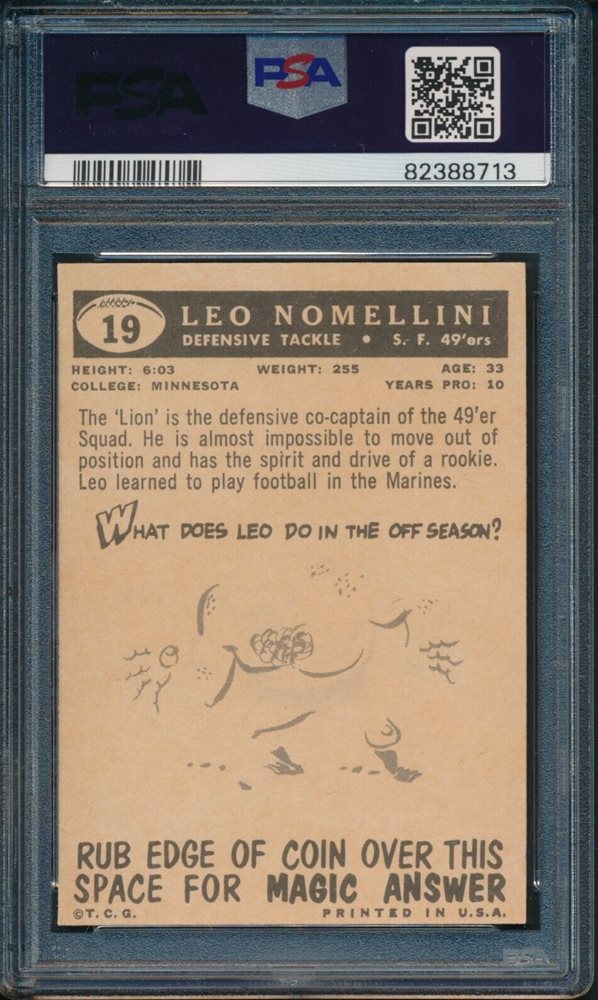 PSA
PSA
82388713
19
LEO NOMELLINI
DEFENSIVE TACKLE • S. F. 49'ers
HEIGHT: 6:03 WEIGHT: 255 AGE: 33
COLLEGE: MINNESOTA YEARS PRO: 10
The 'Lion' is the defensive co-captain of the 49'er
Squad. He is almost impossible to move out of
position and has the spirit and drive of a rookie.
Leo learned to play football in the Marines.
WHAT DOES LEO DO IN THE OFF SEASON?
RUB EDGE OF COIN OVER THIS
SPACE FOR MAGIC ANSWER
©T.C.G. PRINTED IN U.S.A.
PSA